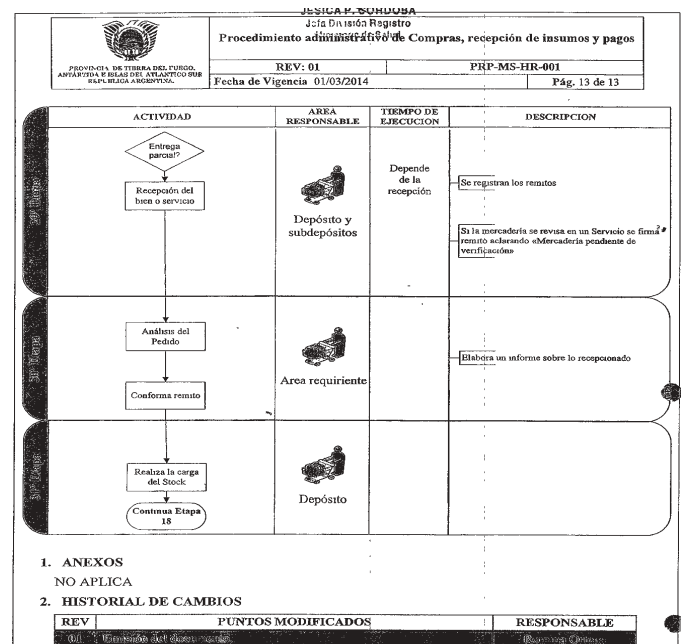 JESICA P. CORDOBA
Jefa División Registro
Procedimiento administrativo de Compras, recepción de insumos y pagos
PROVINCIA DE TIERRA DEL FUEGO,
ANTÁRTIDA E ISLAS DEL ATLANTICO SUR
REPUBLICA ARGENTINA.
REV: 01
PRP-MS-HR-001
Fecha de Vigencia 01/03/2014
Pág. 13 de 13
ACTIVIDAD
AREA RESPONSABLE
TIEMPO DE EJECUCION
DESCRIPCION
Entrega
parcial?
Recepción del
bien o servicio
Depósito y
subdepósitos
Depende
de la
recepción
Se registran los remitos
Si la mercadería se revisa en un Servicio se firma
remito aclarando «Mercadería pendiente de
verificación»
Etapa
Análisis del
Pedido
Conforma remito
Area requiriente
Elabora un informe sobre lo recepcionado
Etapa
Realiza la carga
del Stock
Continua Etapa
18
Depósito
1. ANEXOS
NO APLICA
2. HISTORIAL DE CAMBIOS
REV
PUNTOS MODIFICADOS
RESPONSABLE